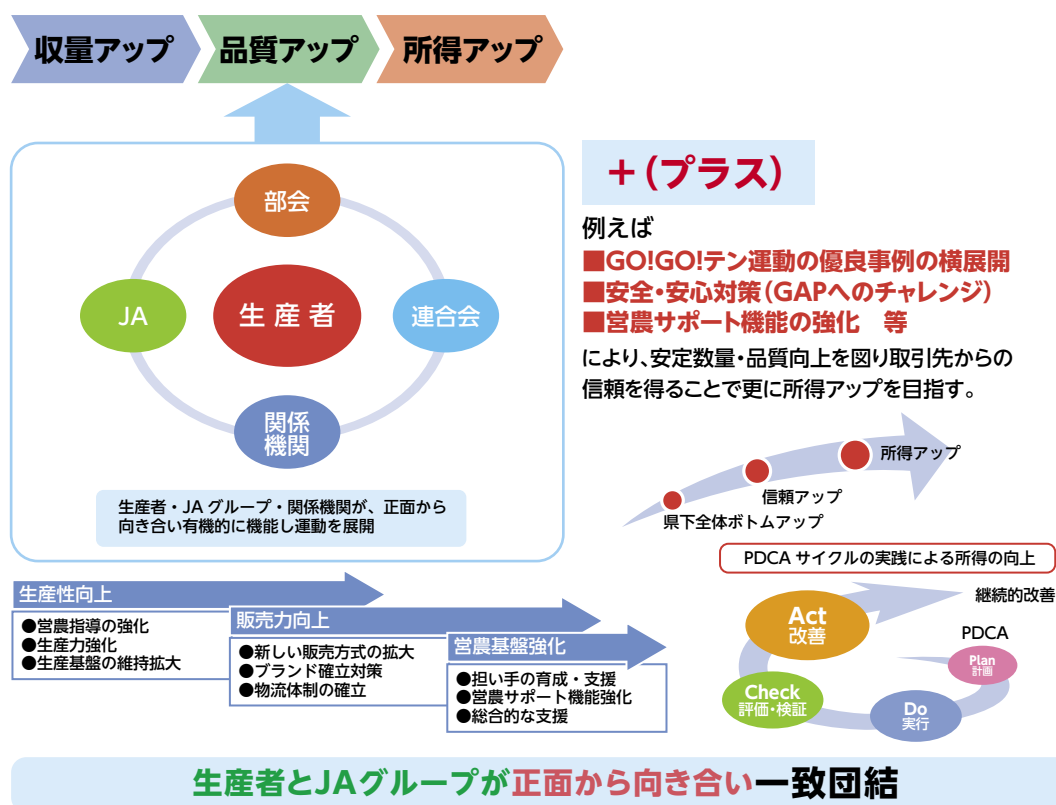 収量アップ
品質アップ
所得アップ
部会
JA
生産者
連合会
関係
機関
生産者・JAグループ・関係機関が、正面から
向き合い有機的に機能し運動を展開
＋（プラス）
例えば
■GO!GO!テン運動の優良事例の横展開
■安全・安心対策（GAPへのチャレンジ）
■営農サポート機能の強化　等
により、安定数量・品質向上を図り取引先からの
信頼を得ることで更に所得アップを目指す。
所得アップ
信頼アップ
県下全体ボトムアップ
PDCAサイクルの実践による所得の向上
継続的改善
Act
改善
PDCA
Plan
計画
Check
評価・検証
Do
実行
生産性向上
●営農指導の強化
●生産力強化
●生産基盤の維持拡大
販売力向上
●新しい販売方式の拡大
●ブランド確立対策
●物流体制の確立
営農基盤強化
●担い手の育成・支援
●営農サポート機能強化
●総合的な支援
生産者とJAグループが正面から向き合い一致団結